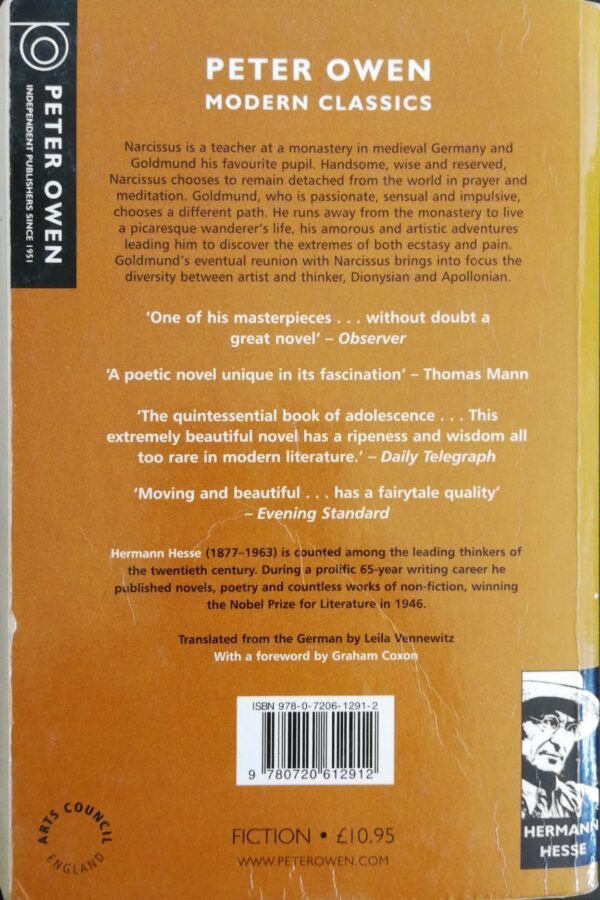 PETER OWEN
INDEPENDENT PUBLISHERS SINCE 1951
PETER OWEN
MODERN CLASSICS
Narcissus is a teacher at a monastery in medieval Germany and
Goldmund his favourite pupil. Handsome, wise and reserved,
Narcissus chooses to remain detached from the world in prayer and
meditation. Goldmund, who is passionate, sensual and impulsive,
chooses a different path. He runs away from the monastery to live
a picaresque wanderer's life, his amorous and artistic adventures
leading him to discover the extremes of both ecstasy and pain.
Goldmund's eventual reunion with Narcissus brings into focus the
diversity between artist and thinker, Dionysian and Apollonian.
'One of his masterpieces . . . without doubt a
great novel' – Observer
'A poetic novel unique in its fascination' – Thomas Mann
'The quintessential book of adolescence . . . This
extremely beautiful novel has a ripeness and wisdom all
too rare in modern literature.' – Daily Telegraph
'Moving and beautiful . . . has a fairytale quality'
– Evening Standard
Hermann Hesse (1877–1963) is counted among the leading thinkers of
the twentieth century. During a prolific 65-year writing career he
published novels, poetry and countless works of non-fiction, winning
the Nobel Prize for Literature in 1946.
Translated from the German by Leila Vennewitz
With a foreword by Graham Coxon
ISBN 978-0-7206-1291-2
9 780720 612912
ARTS COUNCIL
ENGLAND
FICTION • £10.95
WWW.PETEROWEN.COM
HERMANN
HESSE